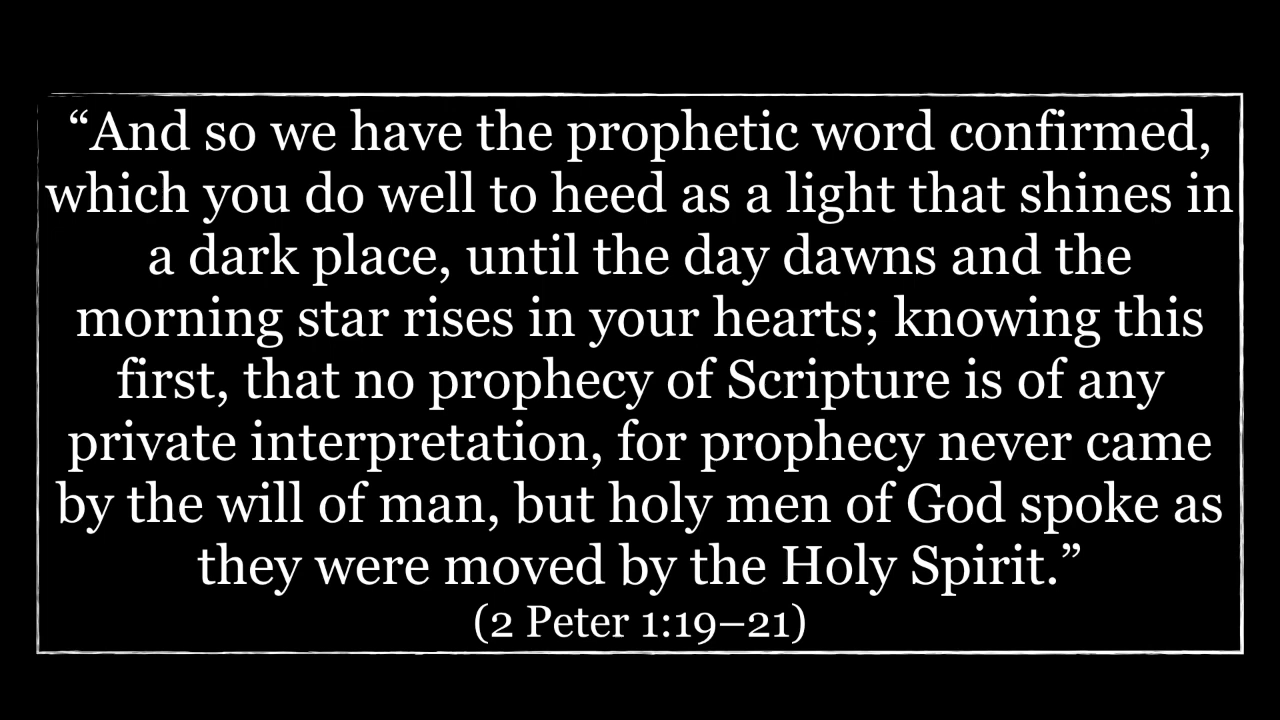 “And so we have the prophetic word confirmed,
which you do well to heed as a light that shines in
a dark place, until the day dawns and the
morning star rises in your hearts; knowing this
first, that no prophecy of Scripture is of any
private interpretation, for prophecy never came
by the will of man, but holy men of God spoke as
they were moved by the Holy Spirit.”
(2 Peter 1:19–21)